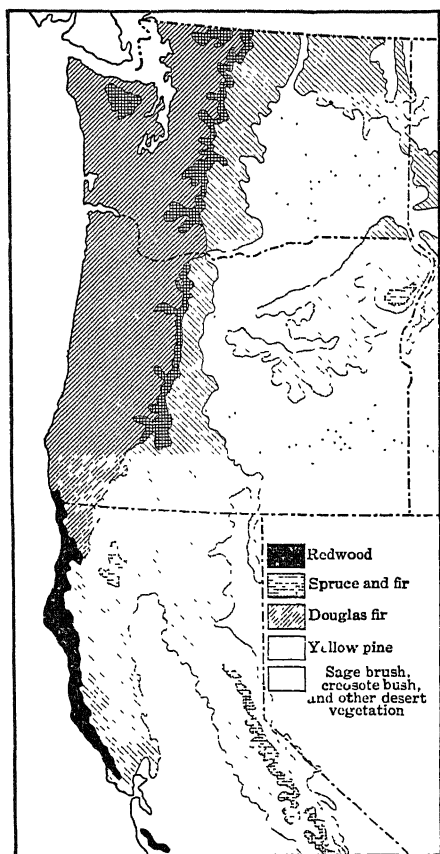 Redwood
Spruce and fir
Douglas fir
Yellow pine
Sage brush,
creosote bush,
and other desert
vegetation